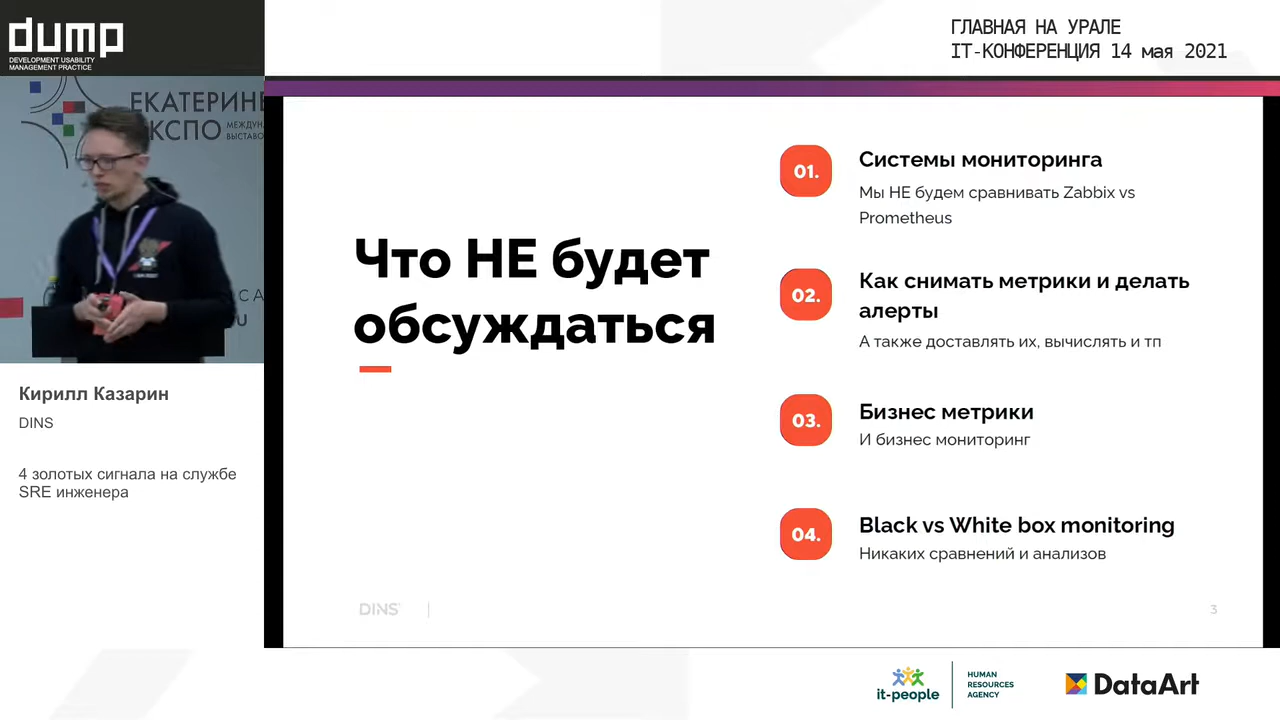 dump
DEVELOPMENT USABILITY
MANAGEMENT PRACTICE
ГЛАВНАЯ НА УРАЛЕ
IT-КОНФЕРЕНЦИЯ 14 мая 2021
ЕКАТЕРИНБ
ЭКСПО
МЕЖДУН
ВЫСТАВО
Кирилл Казарин
DINS
4 золотых сигнала на службе
SRE инженера
Что НЕ будет
обсуждаться
01.
Системы мониторинга
Мы НЕ будем сравнивать Zabbix vs
Prometheus
02.
Как снимать метрики и делать
алерты
А также доставлять их, вычислять и тп
03.
Бизнес метрики
И бизнес мониторинг
04.
Black vs White box monitoring
Никаких сравнений и анализов
DINS
3
it-people
HUMAN
RESOURCES
AGENCY
DataArt